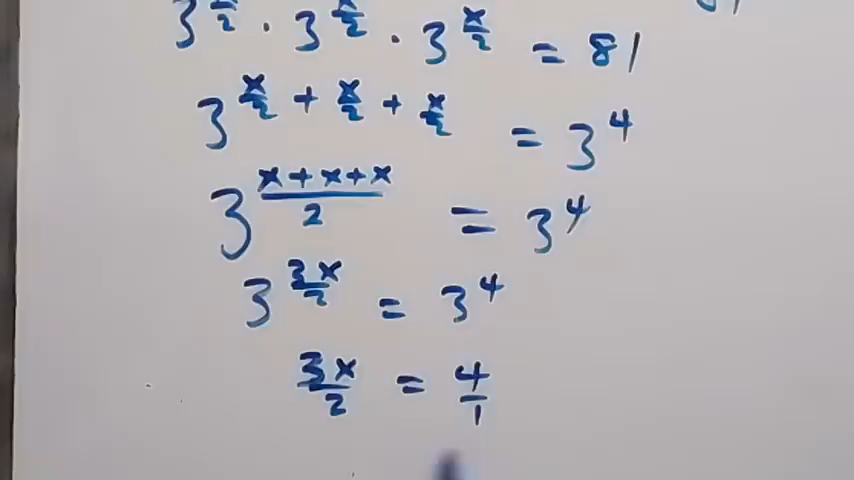 3^(x/2) · 3^(x/2) · 3^(x/2) = 81
3^(x/2 + x/2 + x/2) = 3^4
3^((x+x+x)/2) = 3^4
3^(3x/2) = 3^4
3x/2 = 4/1